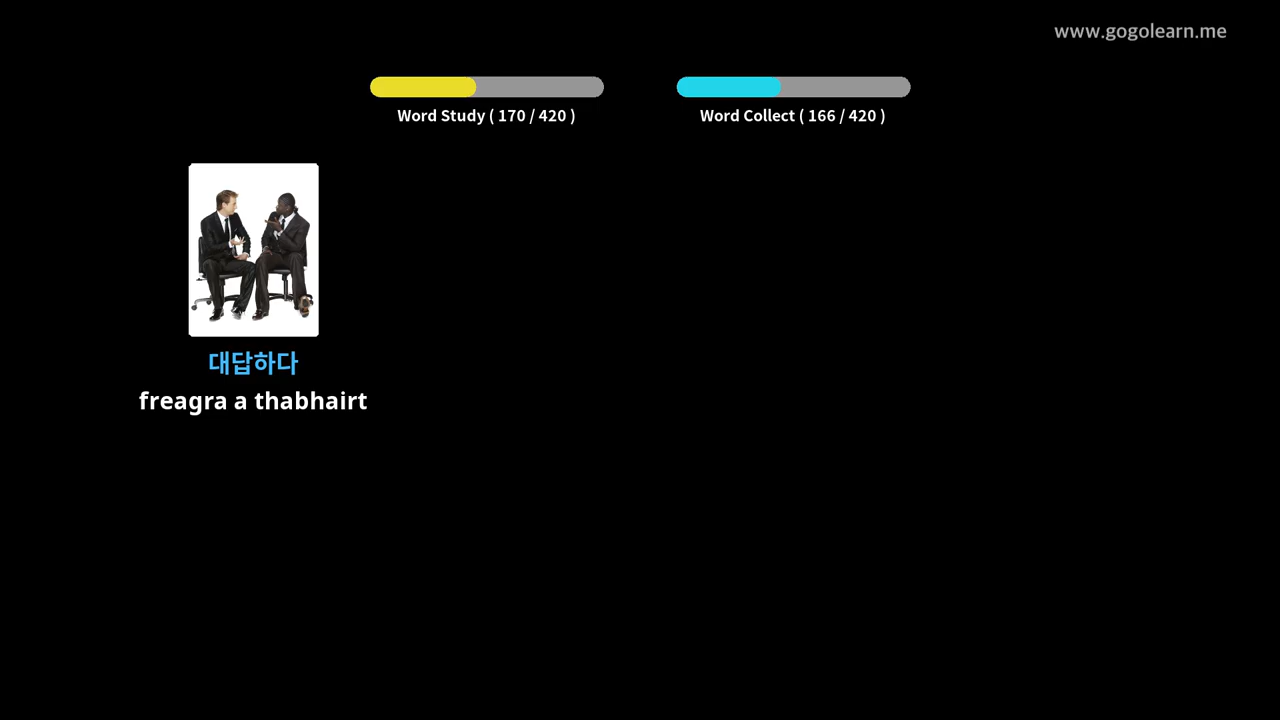 www.gogolearn.me
Word Study ( 170 / 420 )
Word Collect ( 166 / 420 )
대답하다
freagra a thabhairt